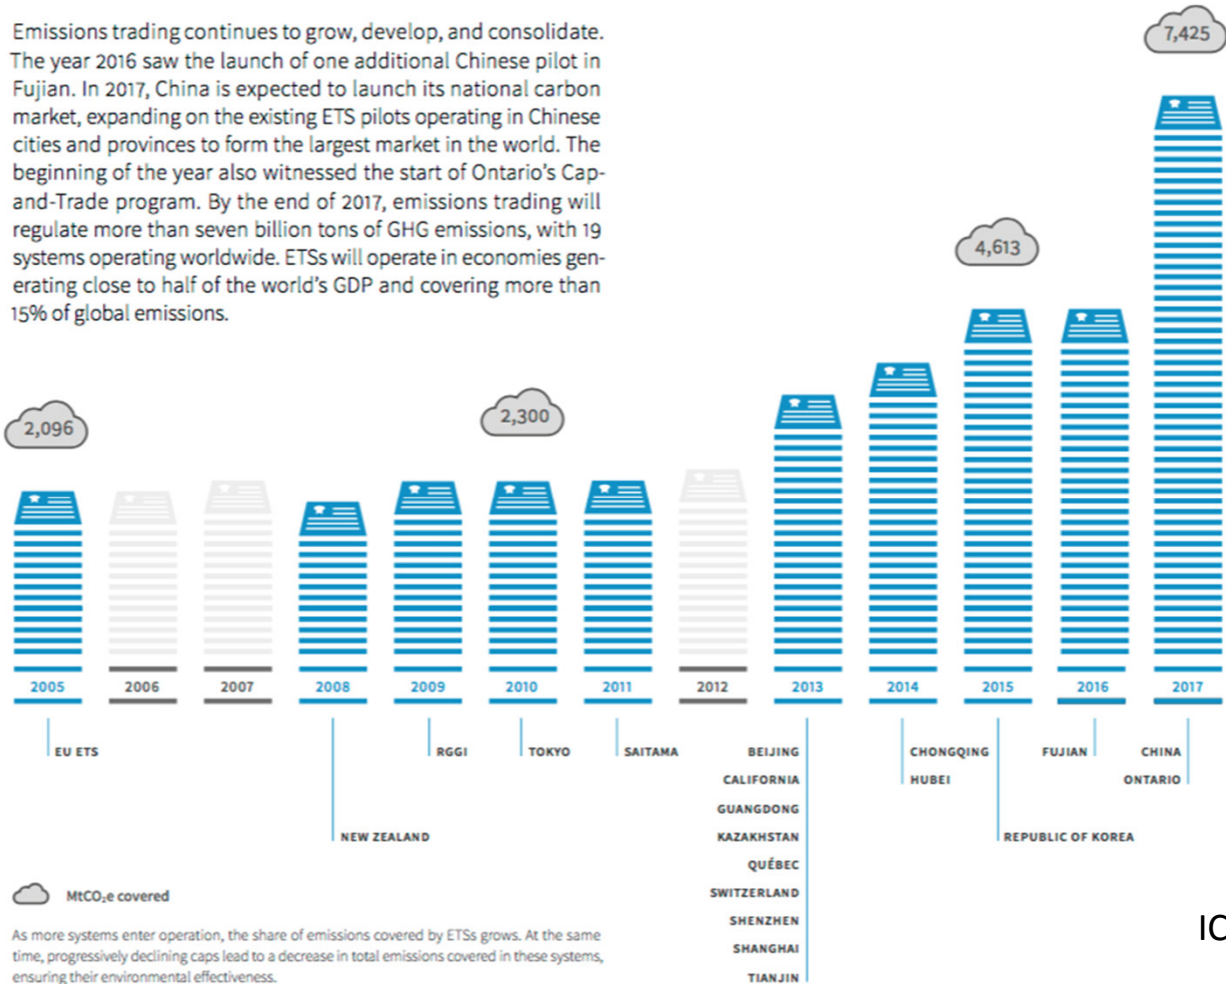 Emissions trading continues to grow, develop, and consolidate.
The year 2016 saw the launch of one additional Chinese pilot in
Fujian. In 2017, China is expected to launch its national carbon
market, expanding on the existing ETS pilots operating in Chinese
cities and provinces to form the largest market in the world. The
beginning of the year also witnessed the start of Ontario's Cap-
and-Trade program. By the end of 2017, emissions trading will
regulate more than seven billion tons of GHG emissions, with 19
systems operating worldwide. ETSs will operate in economies gen-
erating close to half of the world's GDP and covering more than
15% of global emissions.
7,425
4,613
2,300
2,096
2005 2006 2007 2008 2009 2010 2011 2012 2013 2014 2015 2016 2017
EU ETS
NEW ZEALAND
RGGI
TOKYO
SAITAMA
BEIJING
CALIFORNIA
GUANGDONG
KAZAKHSTAN
QUÉBEC
SWITZERLAND
SHENZHEN
SHANGHAI
TIANJIN
CHONGQING
HUBEI
REPUBLIC OF KOREA
FUJIAN
CHINA
ONTARIO
MtCO₂e covered
As more systems enter operation, the share of emissions covered by ETSs grows. At the same
time, progressively declining caps lead to a decrease in total emissions covered in these systems,
ensuring their environmental effectiveness.